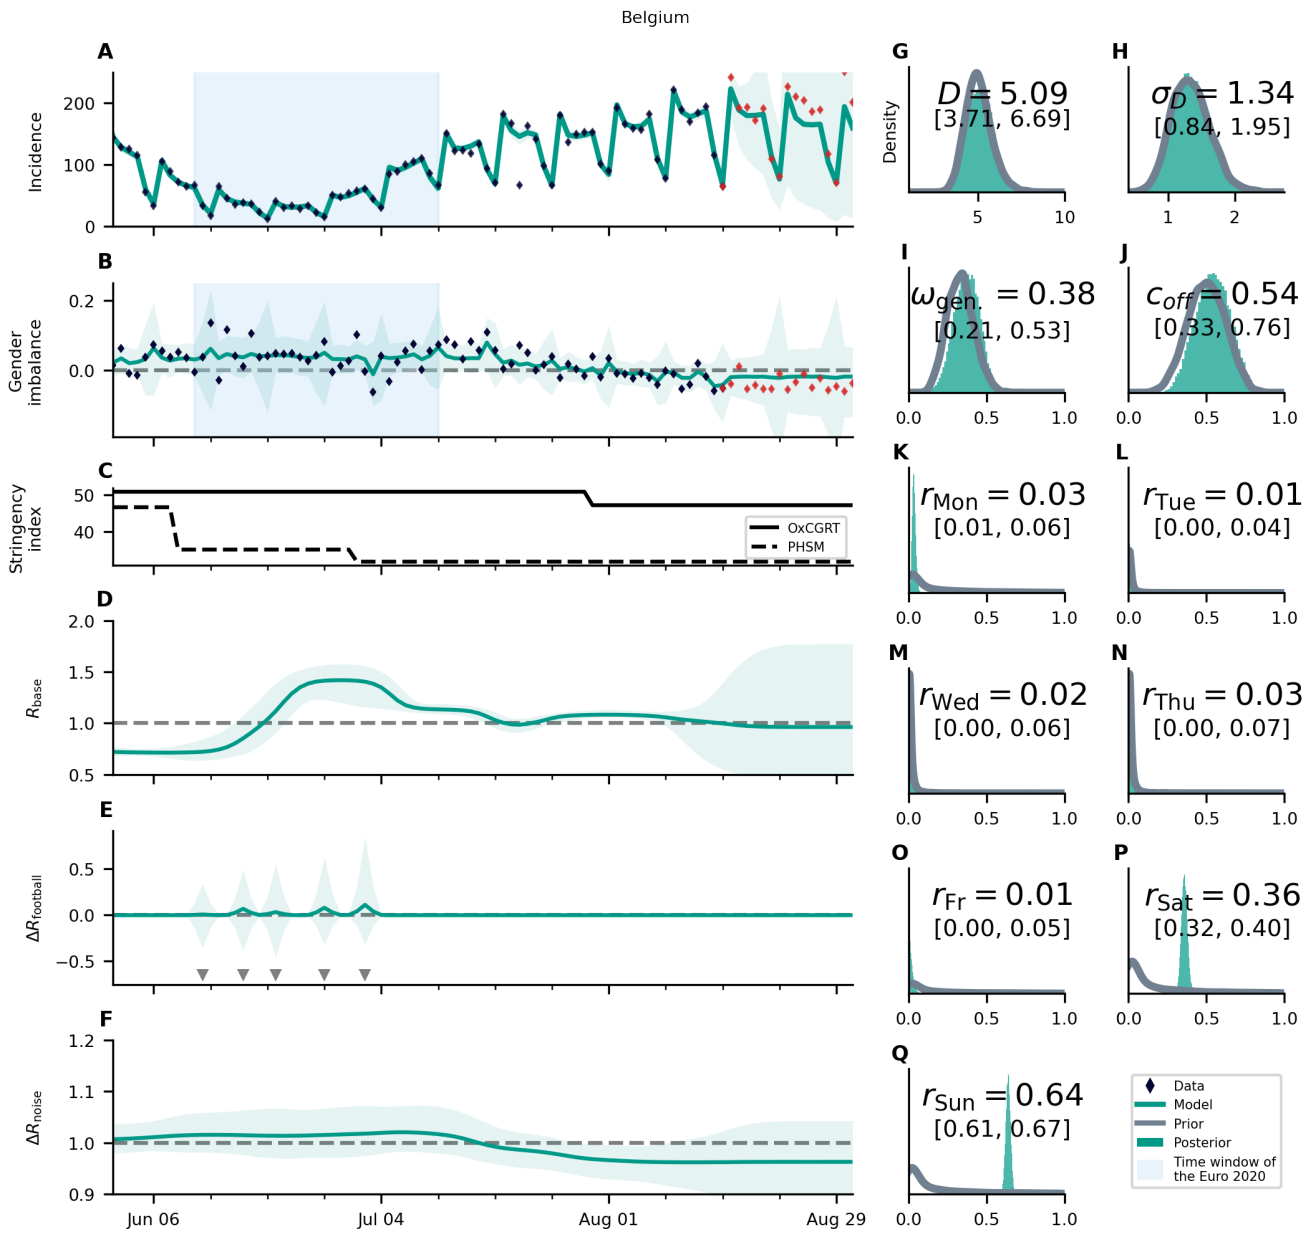 Belgium
A
200
100
0
Incidence
B
0.2
0.0
Gender
imbalance
C
50
40
Stringency
index
OxCGRT
PHSM
D
2.0
1.5
1.0
0.5
R_base
E
0.5
0.0
−0.5
ΔR_football
F
1.2
1.1
1.0
0.9
ΔR_noise
Jun 06
Jul 04
Aug 01
Aug 29
G
Density
D = 5.09
[3.71, 6.69]
5
10
H
σ_D = 1.34
[0.84, 1.95]
1
2
I
ω_gen. = 0.38
[0.21, 0.53]
0.0
0.5
1.0
J
c_off = 0.54
[0.33, 0.76]
0.0
0.5
1.0
K
r_Mon = 0.03
[0.01, 0.06]
0.0
0.5
1.0
L
r_Tue = 0.01
[0.00, 0.04]
0.0
0.5
1.0
M
r_Wed = 0.02
[0.00, 0.06]
0.0
0.5
1.0
N
r_Thu = 0.03
[0.00, 0.07]
0.0
0.5
1.0
O
r_Fr = 0.01
[0.00, 0.05]
0.0
0.5
1.0
P
r_Sat = 0.36
[0.32, 0.40]
0.0
0.5
1.0
Q
r_Sun = 0.64
[0.61, 0.67]
0.0
0.5
1.0
Data
Model
Prior
Posterior
Time window of
the Euro 2020